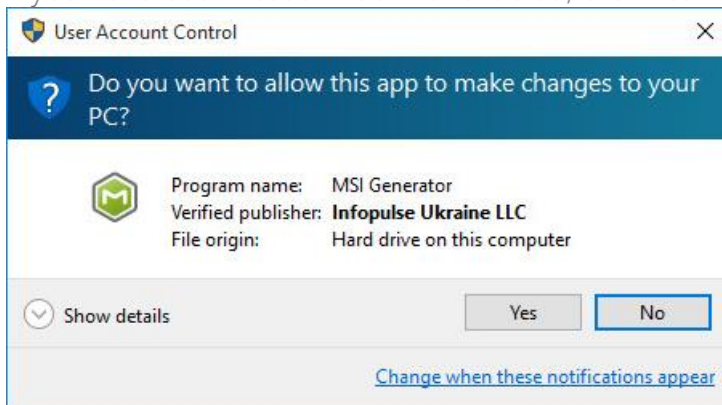 User Account Control
Do you want to allow this app to make changes to your
PC?
Program name: MSI Generator
Verified publisher: Infopulse Ukraine LLC
File origin: Hard drive on this computer
Show details
Yes
No
Change when these notifications appear